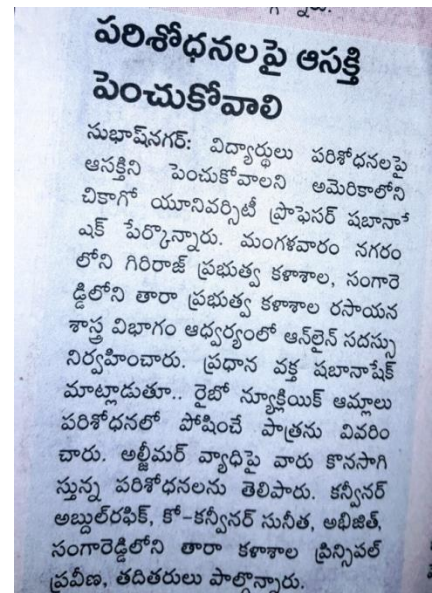 పరిశోధనలపై ఆసక్తి
పెంచుకోవాలి
సుభాష్‌నగర్: విద్యార్థులు పరిశోధనలపై
ఆసక్తిని పెంచుకోవాలని అమెరికాలోని
చికాగో యూనివర్సిటీ ప్రొఫెసర్ షబానా
షేక్ పేర్కొన్నారు. మంగళవారం నగరం
లోని గిరిరాజ్ ప్రభుత్వ కళాశాల, సంగారె
డ్డిలోని తారా ప్రభుత్వ కళాశాల రసాయన
శాస్త్ర విభాగం ఆధ్వర్యంలో ఆన్‌లైన్ సదస్సు
నిర్వహించారు. ప్రధాన వక్త షబానాషేక్
మాట్లాడుతూ.. రైబో న్యూక్లియిక్ ఆమ్లాలు
పరిశోధనలో పోషించే పాత్రను వివరిం
చారు. అల్జీమర్ వ్యాధిపై వారు కొనసాగి
స్తున్న పరిశోధనలను తెలిపారు. కన్వీనర్
అబ్దుల్‌రఫిక్, కో-కన్వీనర్ సునీత, అభిజిత్,
సంగారెడ్డిలోని తారా కళాశాల ప్రిన్సిపల్
ప్రవీణ, తదితరులు పాల్గొన్నారు.